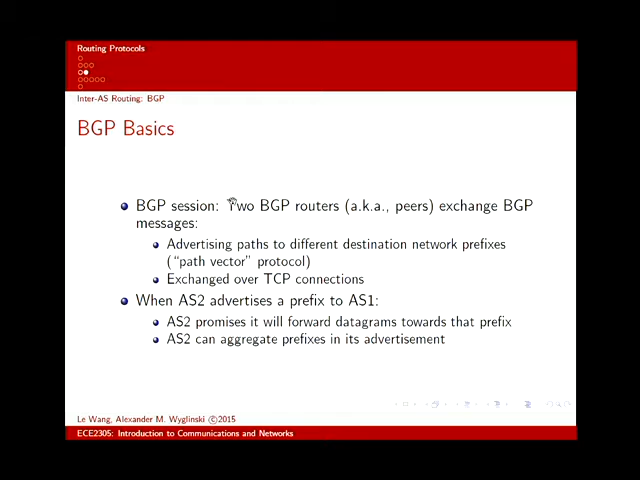 Routing Protocols
Inter-AS Routing: BGP
BGP Basics
BGP session: Two BGP routers (a.k.a., peers) exchange BGP
messages:
Advertising paths to different destination network prefixes
("path vector" protocol)
Exchanged over TCP connections
When AS2 advertises a prefix to AS1:
AS2 promises it will forward datagrams towards that prefix
AS2 can aggregate prefixes in its advertisement
Le Wang, Alexander M. Wyglinski ©2015
ECE2305: Introduction to Communications and Networks